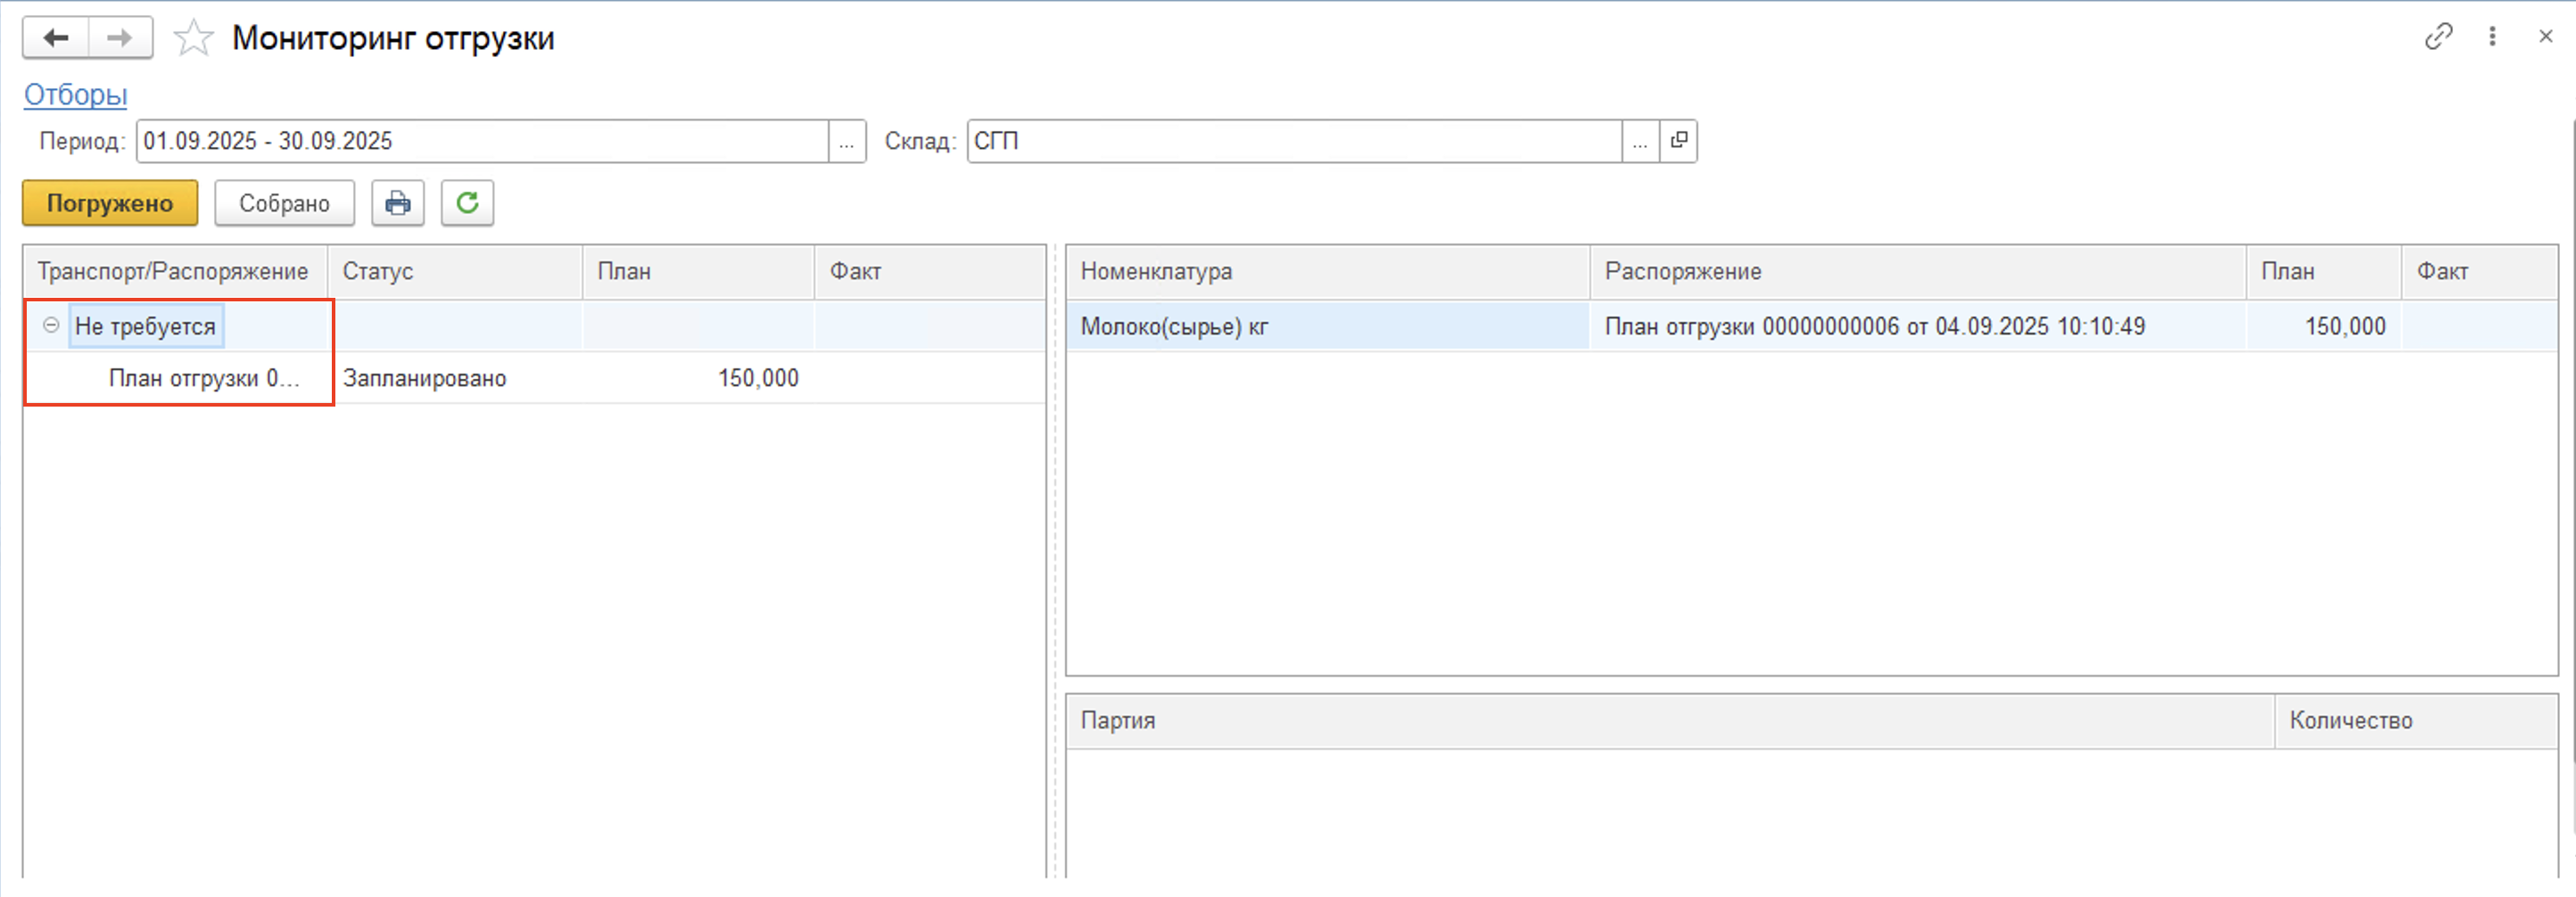 Мониторинг отгрузки
Отборы
Период: 01.09.2025 - 30.09.2025 ... Склад: СГП ...
Погружено Собрано
Транспорт/Распоряжение Статус План Факт
Не требуется
План отгрузки 0... Запланировано 150,000
Номенклатура Распоряжение План Факт
Молоко(сырье) кг План отгрузки 00000000006 от 04.09.2025 10:10:49 150,000
Партия Количество